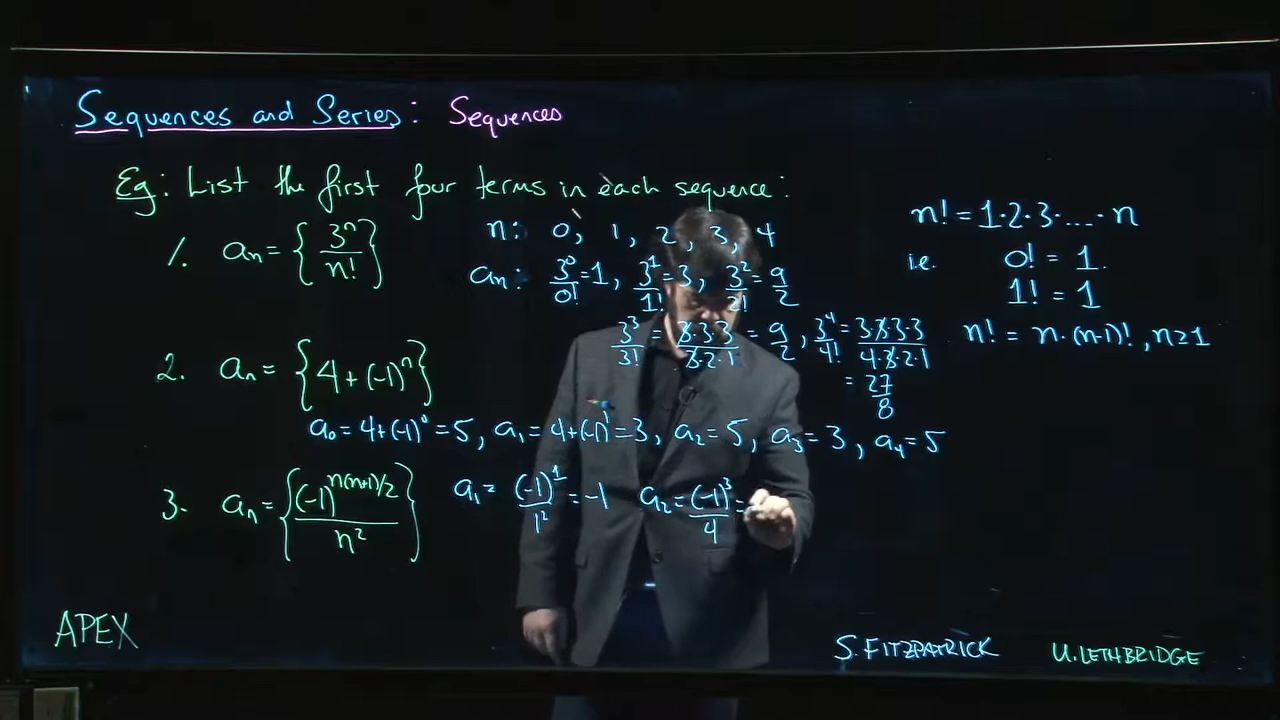 Sequences and Series: Sequences
Eg: List the first four terms in each sequence:
1. aₙ = {3ⁿ/n!}
n: 0, 1, 2, 3, 4
aₙ: 3⁰/0! = 1, 3¹/1! = 3, 3²/2! = 9/2
3³/3! = 3·3·3/3·2·1 = 9/2, 3⁴/4! = 3·3·3·3/4·3·2·1
= 27/8
n! = 1·2·3·...·n
i.e. 0! = 1.
1! = 1
n! = n·(n-1)!, n≥1
2. aₙ = {4 + (-1)ⁿ}
a₀ = 4+(-1)⁰ = 5, a₁ = 4+(-1)¹ = 3, a₂ = 5, a₃ = 3, a₄ = 5
3. aₙ = {(-1)^(n(n+1)/2)/n²} a₁ = (-1)¹/1² = -1 a₂ = (-1)³/4 =
APEX
S. FITZPATRICK
U. LETHBRIDGE